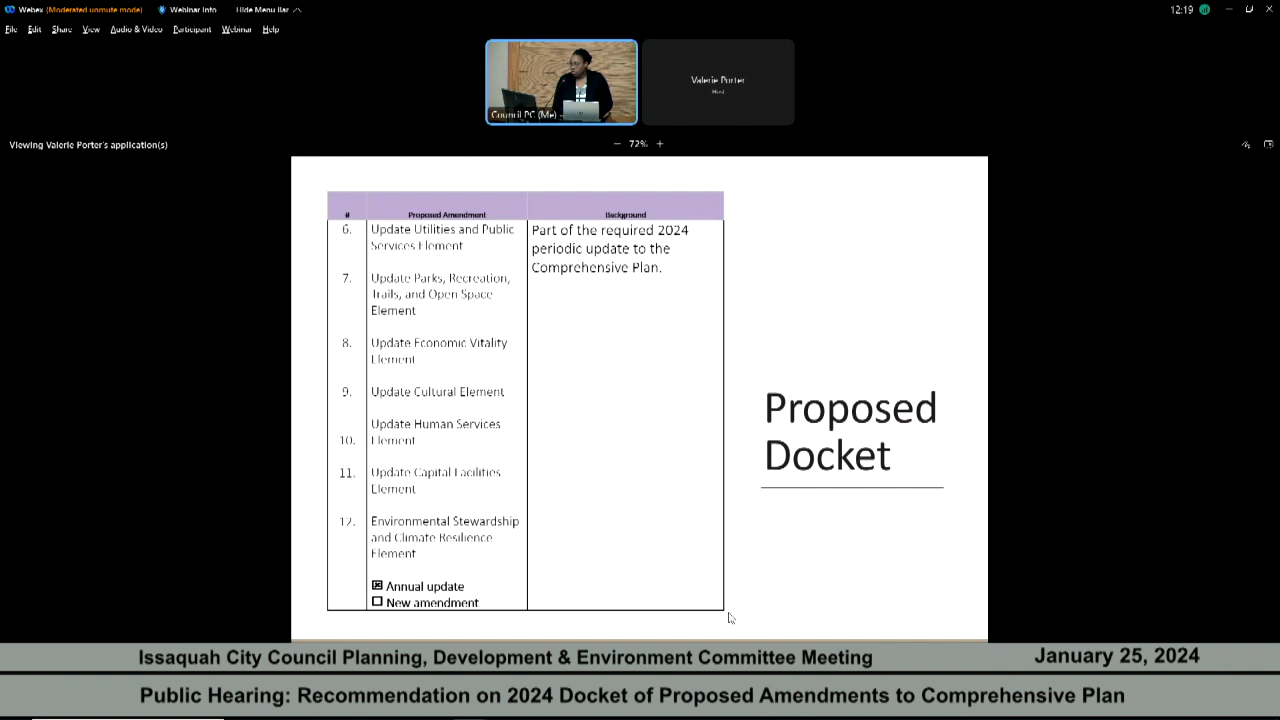 Webex (Moderated unmute mode) Webinar Info Hide Menu Bar
12:19
File Edit Share View Audio & Video Participant Webinar Help
Valerie Porter
Host
Council PC (Me)
Viewing Valerie Porter's application(s)
− 72% +
# Proposed Amendment Background
6. Update Utilities and Public
Services Element
Part of the required 2024
periodic update to the
Comprehensive Plan.
7. Update Parks, Recreation,
Trails, and Open Space
Element
8. Update Economic Vitality
Element
9. Update Cultural Element
Update Human Services
10. Element
11. Update Capital Facilities
Element
12. Environmental Stewardship
and Climate Resilience
Element
☒ Annual update
☐ New amendment
Proposed
Docket
Issaquah City Council Planning, Development & Environment Committee Meeting January 25, 2024
Public Hearing: Recommendation on 2024 Docket of Proposed Amendments to Comprehensive Plan